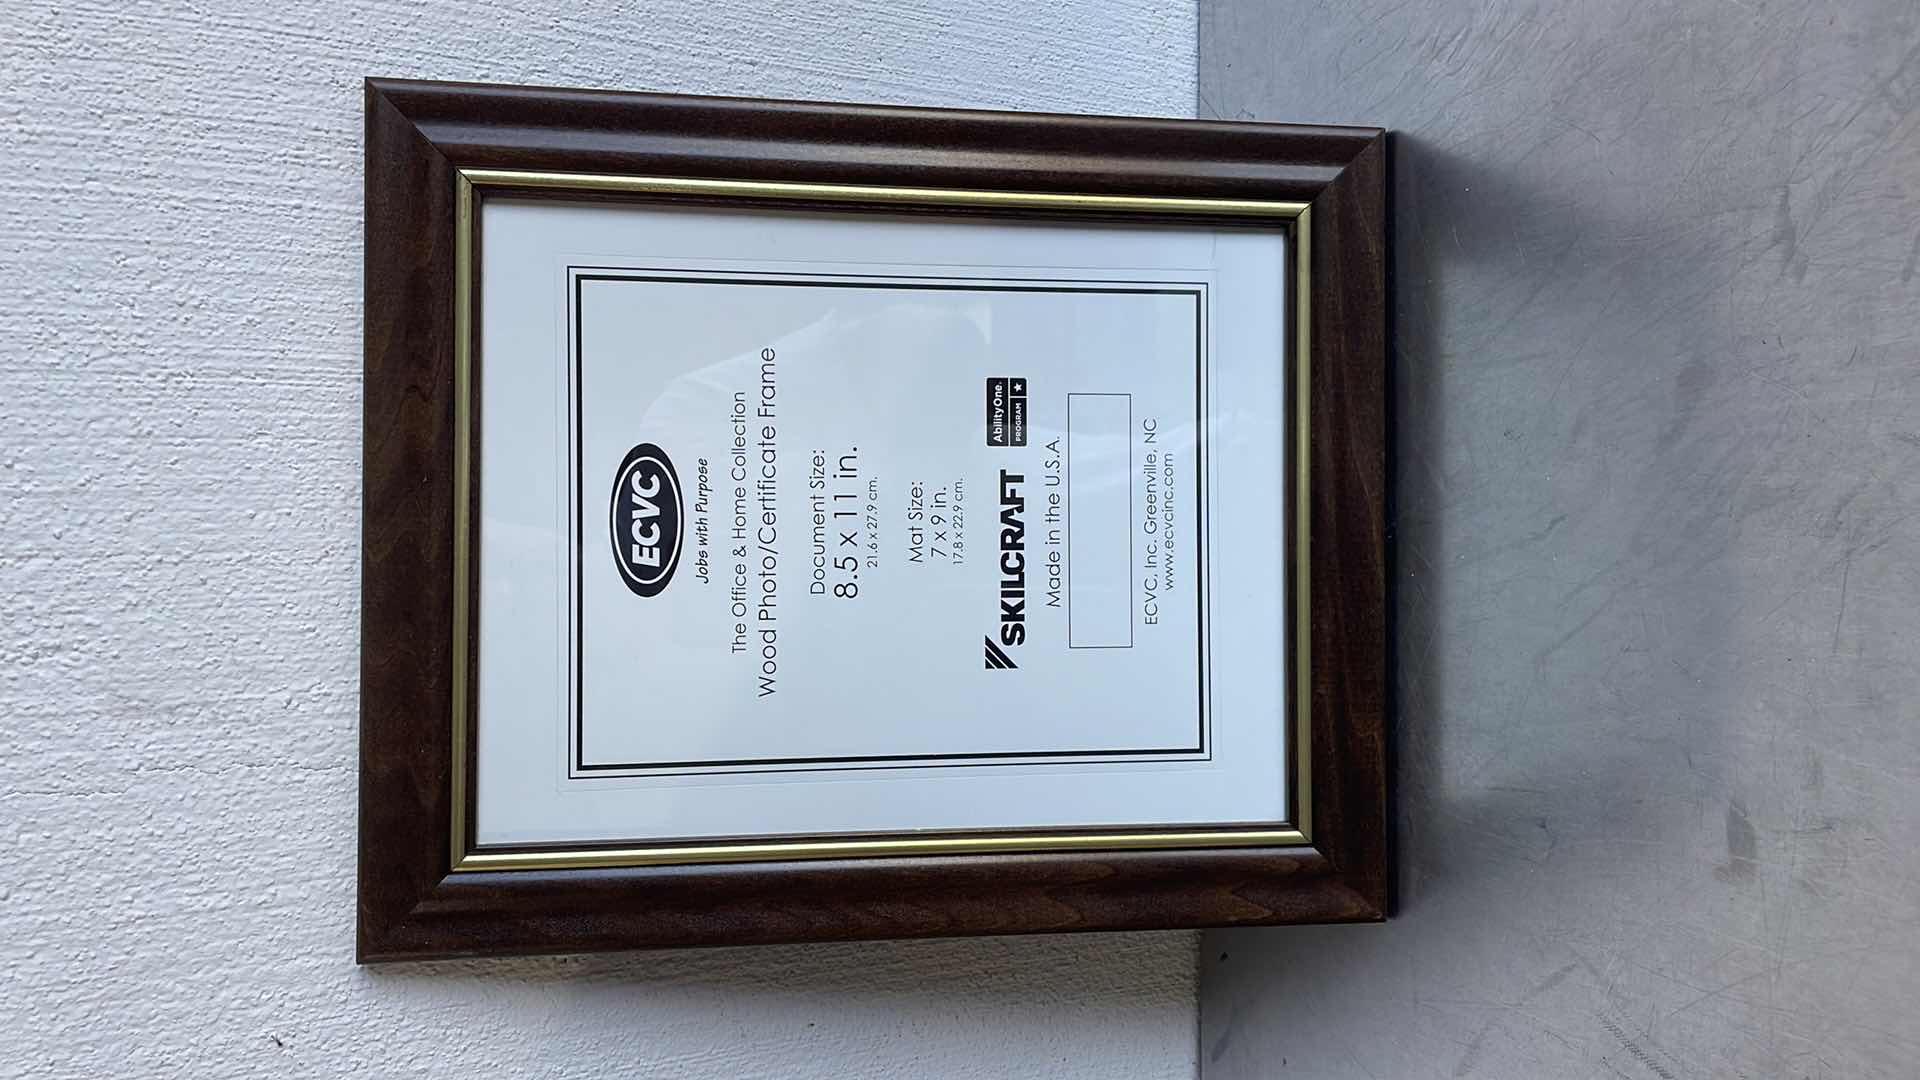 ECVC
Jobs with Purpose
The Office & Home Collection
Wood Photo/Certificate Frame
Document Size:
8.5 x 11 in.
21.6 x 27.9 cm.
Mat Size:
7 x 9 in.
17.8 x 22.9 cm.
SKILCRAFT
AbilityOne.
PROGRAM
Made in the U.S.A.
ECVC, Inc. Greenville, NC
www.ecvcinc.com